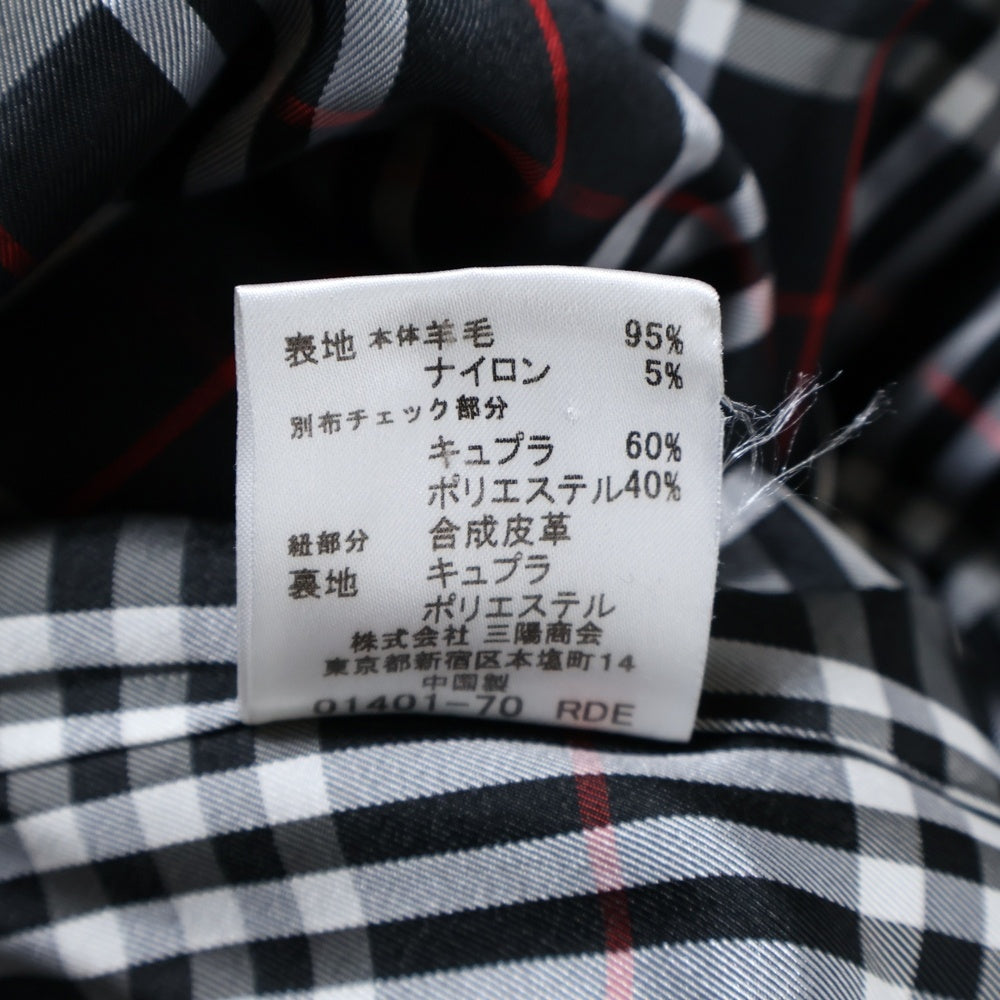 表地 本体 羊毛 95%
ナイロン 5%
別布チェック部分
キュプラ 60%
ポリエステル 40%
紐部分 合成皮革
裏地 キュプラ
ポリエステル
株式会社 三陽商会
東京都新宿区本塩町14
中国製
01401-70 RDE